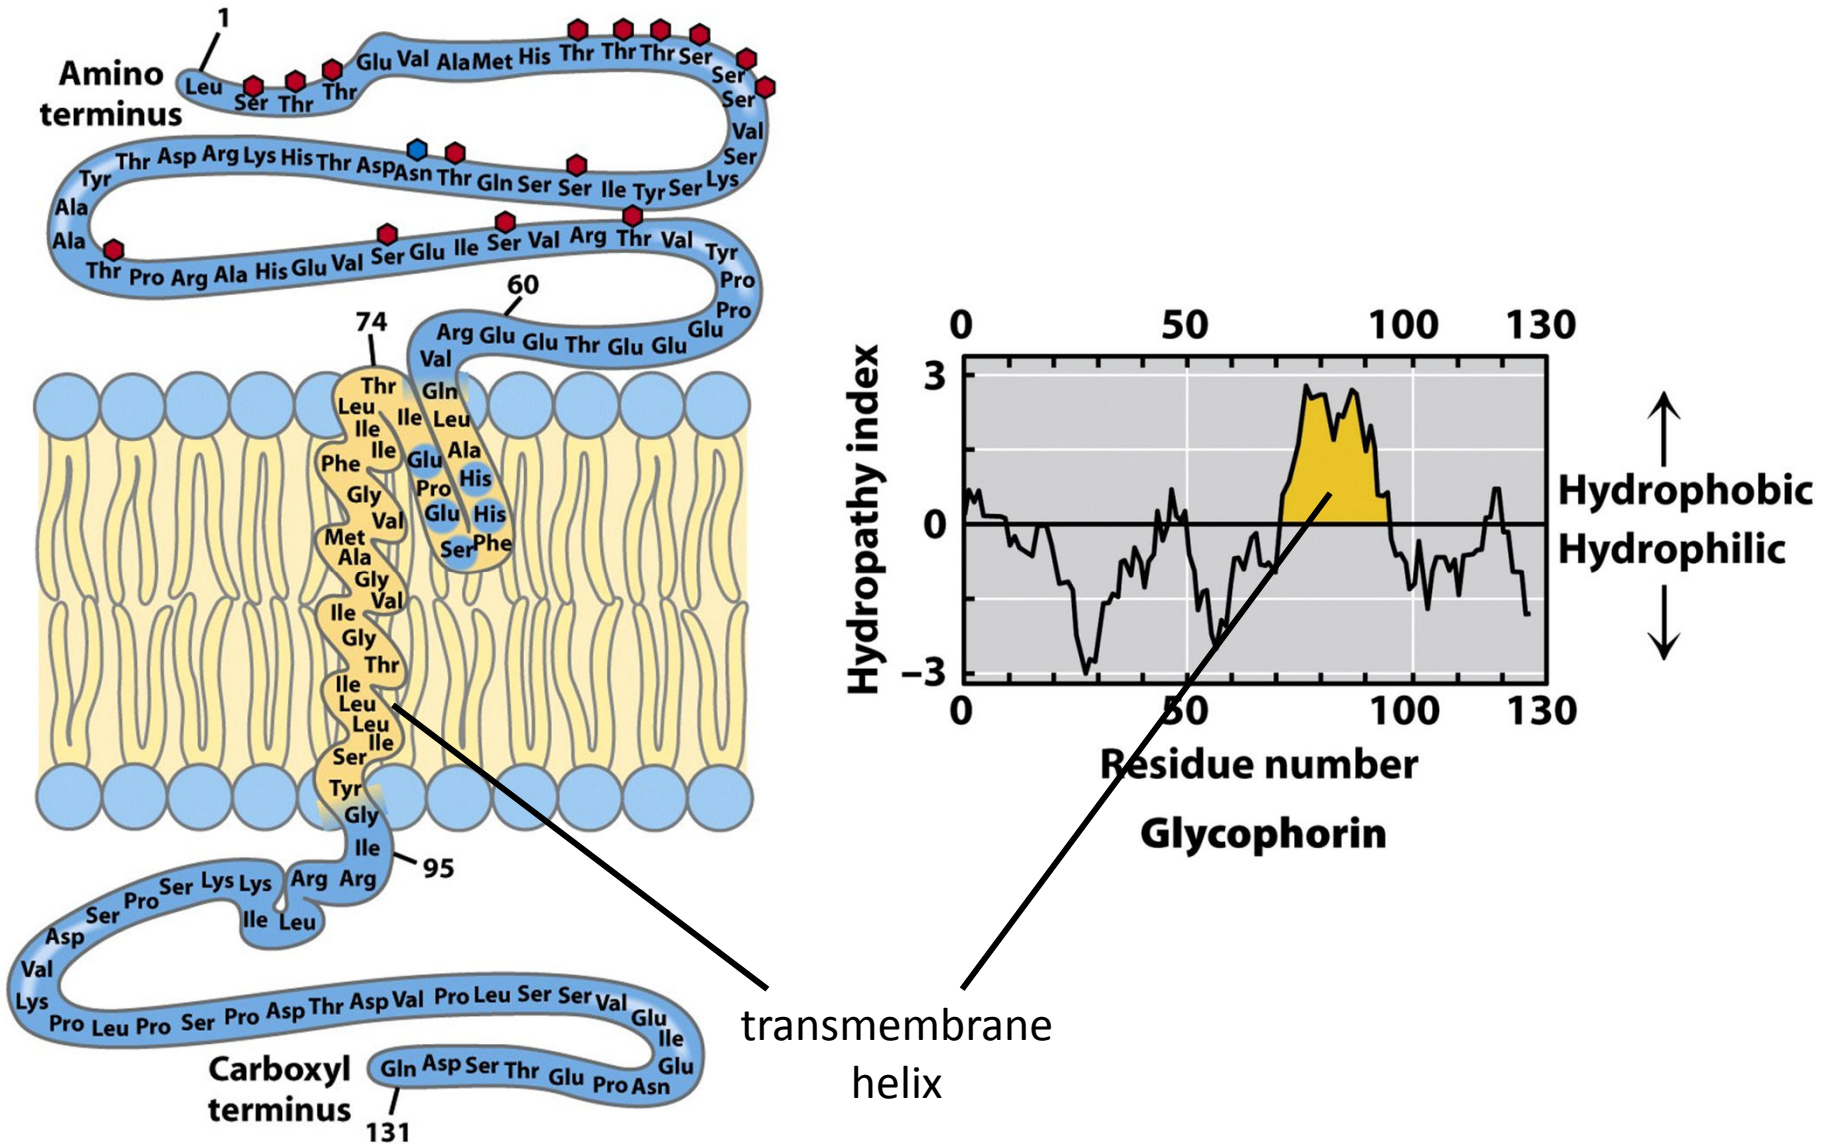 1
Amino
terminus
Leu Ser Thr Thr Glu Val Ala Met His Thr Thr Thr Ser Ser Ser Val Ser Lys
Thr Asp Arg Lys His Thr Asp Asn Thr Gln Ser Ser Ile Tyr Ser
Tyr
Ala
Ala
Thr Pro Arg Ala His Glu Val Ser Glu Ile Ser Val Arg Thr Val Tyr
Pro
Pro
60
Arg Glu Glu Thr Glu Glu Glu
Val
74
Thr
Gln
Leu
Ile
Leu
Ile
Ile
Phe
Glu
Ala
His
Pro
Gly
Glu
His
Val
Met
Ser
Phe
Ala
Gly
Val
Ile
Gly
Thr
Ile
Leu
Leu
Ile
Ser
Tyr
Gly
Ile
95
Ser Lys Lys Arg Arg
Pro
Ser
Ile Leu
Asp
Val
Lys
Pro Leu Pro Ser Pro Asp Thr Asp Val Pro Leu Ser Ser Val
Glu
Ile
Glu
Gln Asp Ser Thr Glu Pro Asn
Carboxyl
terminus
131
0 50 100 130
3
0
−3
Hydropathy index
0 50 100 130
Residue number
Glycophorin
Hydrophobic
Hydrophilic
transmembrane
helix